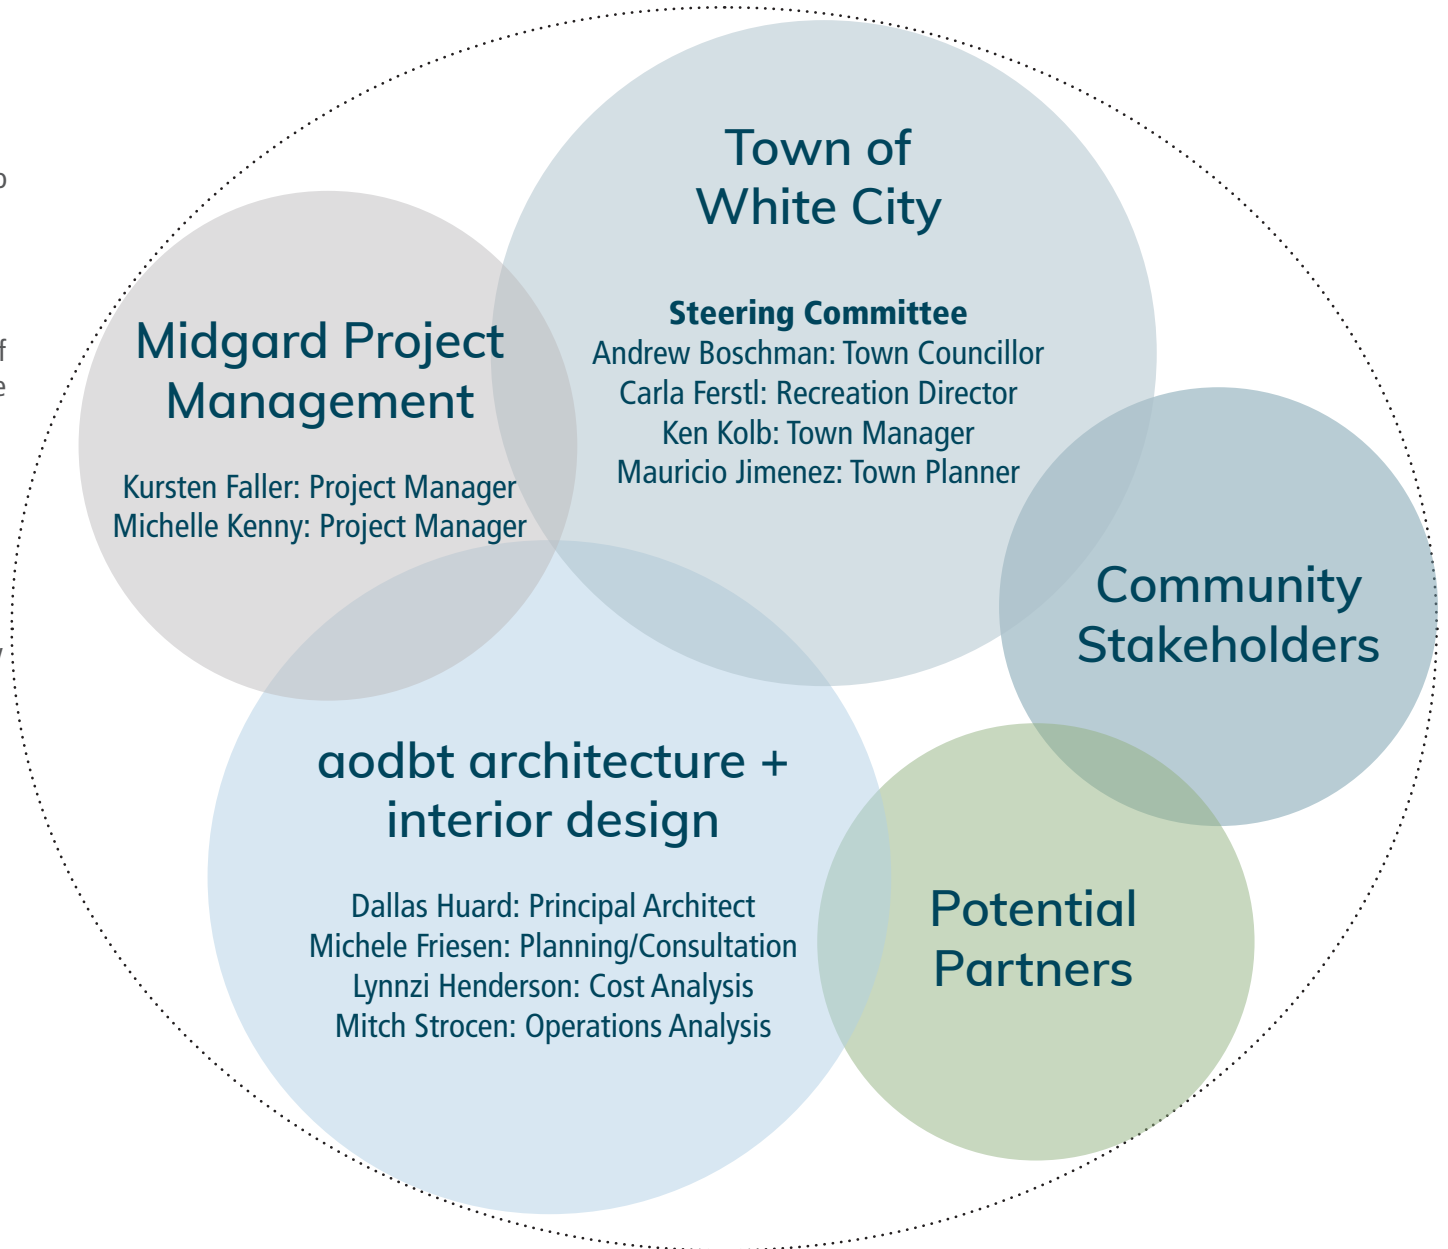 Town of
White City
Steering Committee
Andrew Boschman: Town Councillor
Carla Ferstl: Recreation Director
Ken Kolb: Town Manager
Mauricio Jimenez: Town Planner
Midgard Project
Management
Kursten Faller: Project Manager
Michelle Kenny: Project Manager
Community
Stakeholders
aodbt architecture +
interior design
Dallas Huard: Principal Architect
Michele Friesen: Planning/Consultation
Lynnzi Henderson: Cost Analysis
Mitch Strocen: Operations Analysis
Potential
Partners